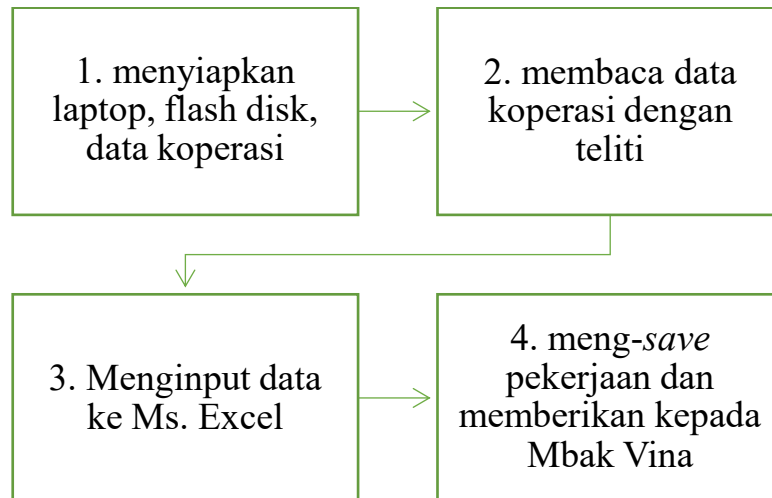 1. menyiapkan
laptop, flash disk,
data koperasi
2. membaca data
koperasi dengan
teliti
3. Menginput data
ke Ms. Excel
4. meng-save
pekerjaan dan
memberikan kepada
Mbak Vina